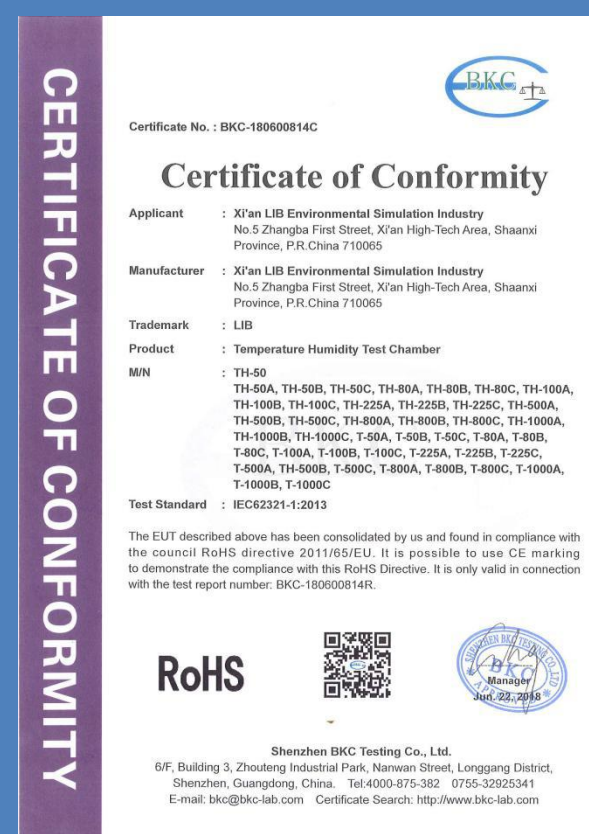 CERTIFICATE OF CONFORMITY
BKC
Certificate No. : BKC-180600814C
Certificate of Conformity
Applicant : Xi'an LIB Environmental Simulation Industry
No.5 Zhangba First Street, Xi'an High-Tech Area, Shaanxi
Province, P.R.China 710065
Manufacturer : Xi'an LIB Environmental Simulation Industry
No.5 Zhangba First Street, Xi'an High-Tech Area, Shaanxi
Province, P.R.China 710065
Trademark : LIB
Product : Temperature Humidity Test Chamber
M/N : TH-50
TH-50A, TH-50B, TH-50C, TH-80A, TH-80B, TH-80C, TH-100A,
TH-100B, TH-100C, TH-225A, TH-225B, TH-225C, TH-500A,
TH-500B, TH-500C, TH-800A, TH-800B, TH-800C, TH-1000A,
TH-1000B, TH-1000C, T-50A, T-50B, T-50C, T-80A, T-80B,
T-80C, T-100A, T-100B, T-100C, T-225A, T-225B, T-225C,
T-500A, TH-500B, T-500C, T-800A, T-800B, T-800C, T-1000A,
T-1000B, T-1000C
Test Standard : IEC62321-1:2013
The EUT described above has been consolidated by us and found in compliance with
the council RoHS directive 2011/65/EU. It is possible to use CE marking
to demonstrate the compliance with this RoHS Directive. It is only valid in connection
with the test report number: BKC-180600814R.
RoHS
SHENZHEN BKC TESTING CO., LTD
BKC
Manager
Jun. 22, 2018
APPROVED
Shenzhen BKC Testing Co., Ltd.
6/F, Building 3, Zhouteng Industrial Park, Nanwan Street, Longgang District,
Shenzhen, Guangdong, China. Tel:4000-875-382 0755-32925341
E-mail: bkc@bkc-lab.com Certificate Search: http://www.bkc-lab.com